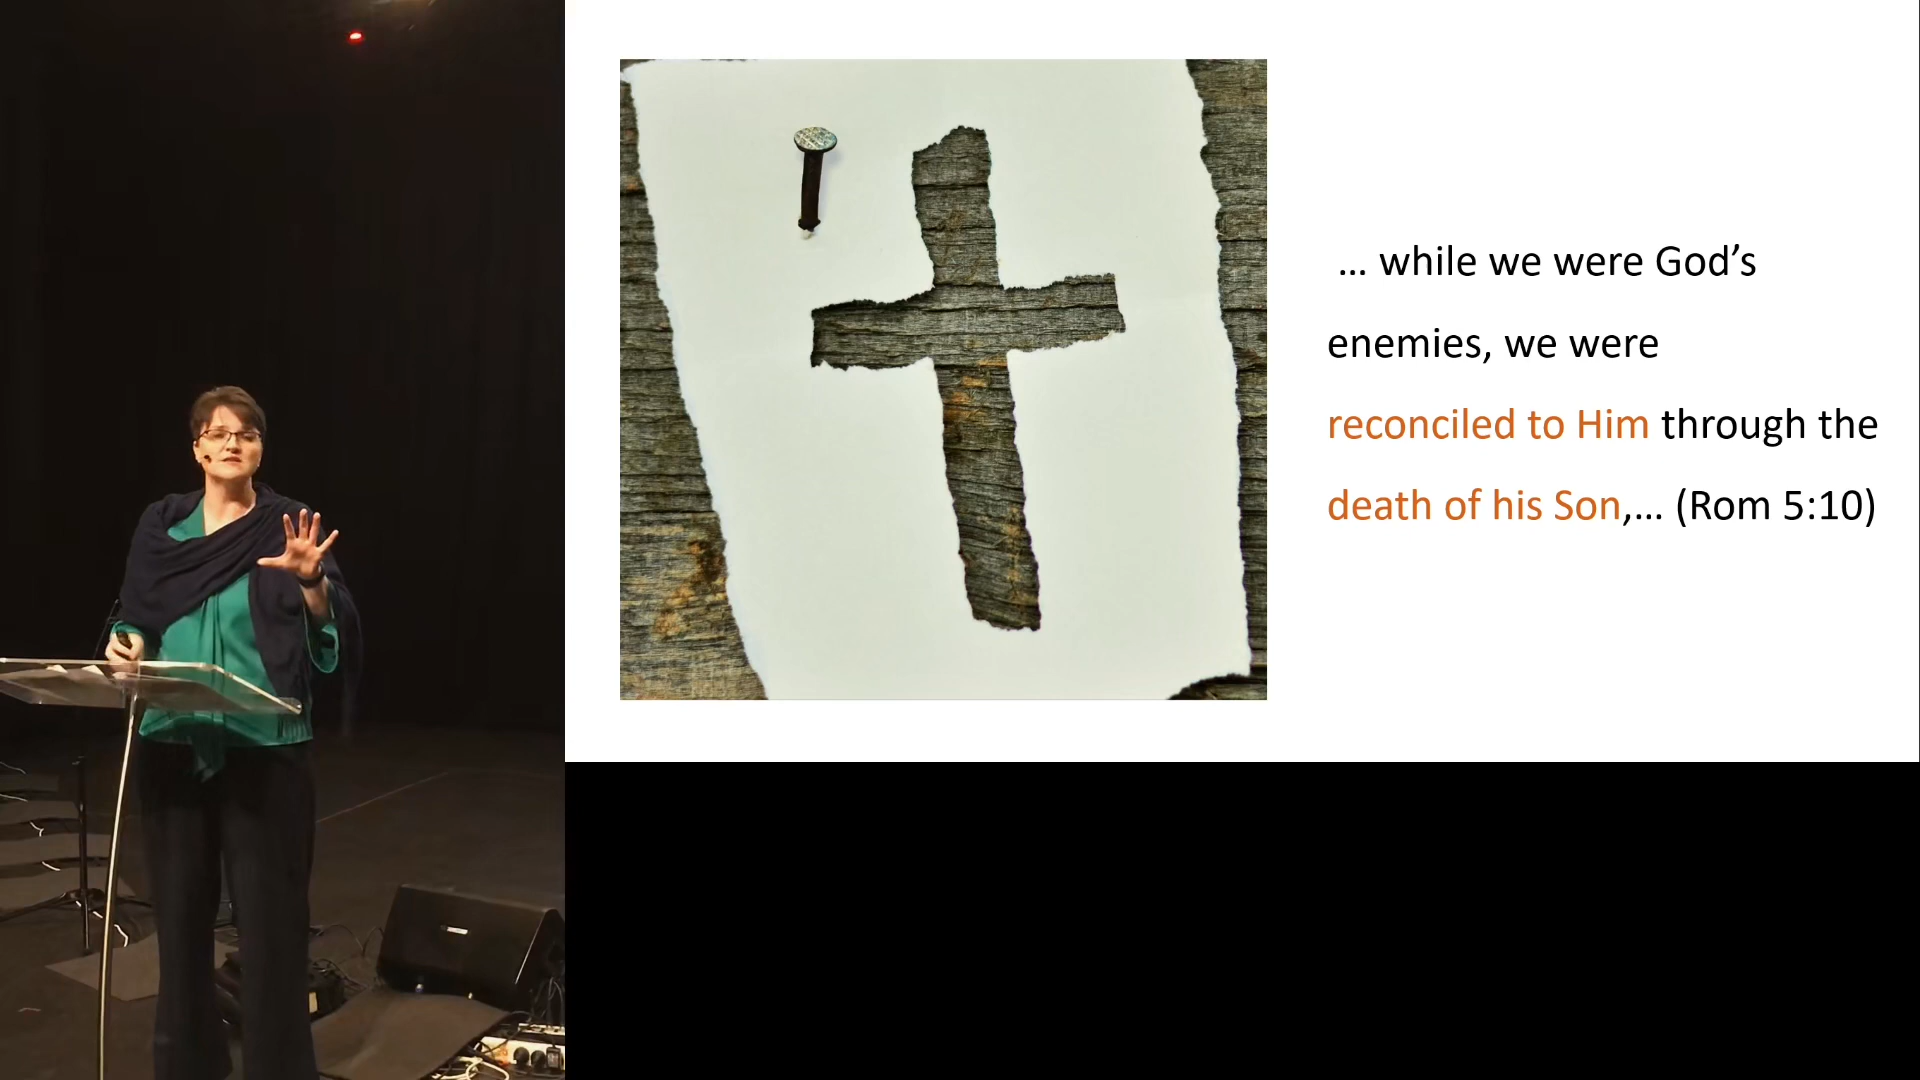 … while we were God’s
enemies, we were
reconciled to Him through the
death of his Son,… (Rom 5:10)